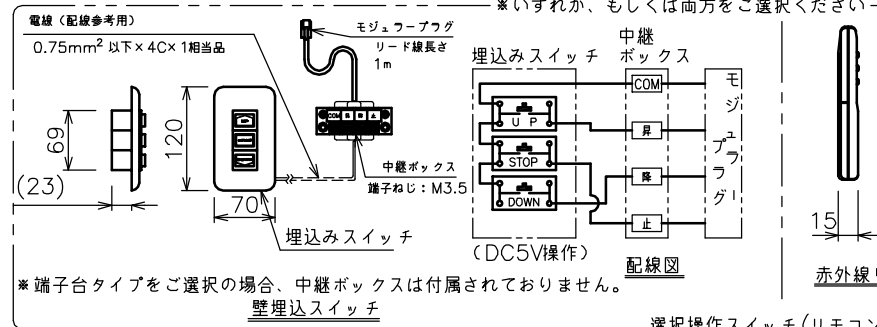 ※いずれか、もしくは両方をご選択ください
電線（配線参考用）
0.75mm² 以下×4C×1相当品
モジュラープラグ
リード線長さ
1m
中継ボックス
端子ねじ：M3.5
69
(23)
120
70
埋込みスイッチ
埋込みスイッチ
中継
ボックス
UP
STOP
DOWN
COM
昇
降
止
モジュラープラグ
(DC5V操作)
配線図
※端子台タイプをご選択の場合、中継ボックスは付属されておりません。
壁埋込スイッチ
15
赤外線
選択操作スイッチ(リモコン